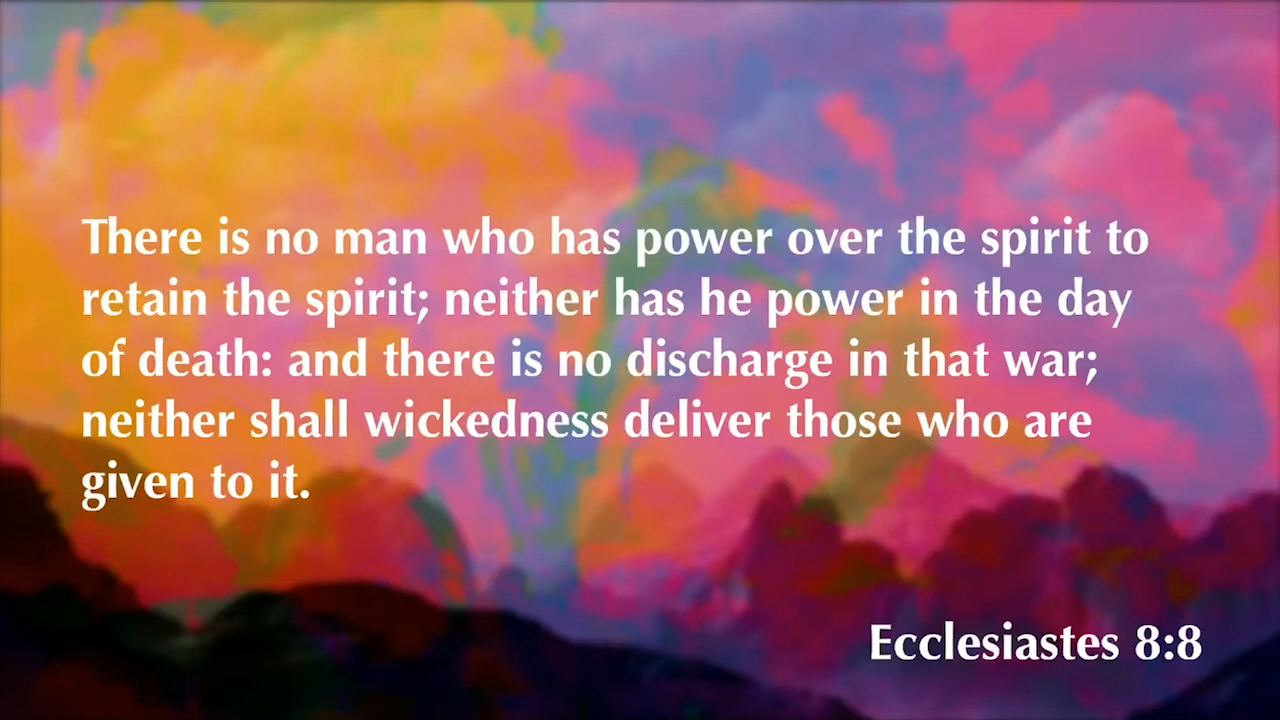 There is no man who has power over the spirit to
retain the spirit; neither has he power in the day
of death: and there is no discharge in that war;
neither shall wickedness deliver those who are
given to it.
Ecclesiastes 8:8